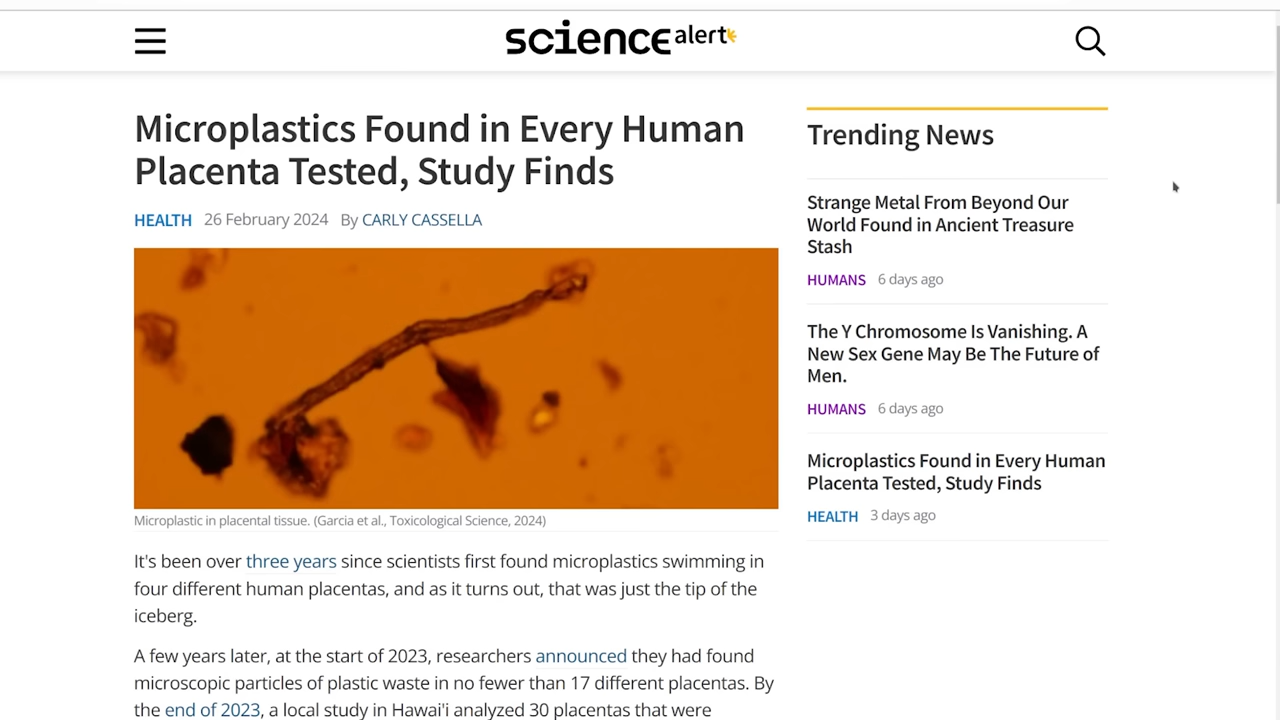 science alert
Microplastics Found in Every Human
Placenta Tested, Study Finds
HEALTH 26 February 2024 By CARLY CASSELLA
Microplastic in placental tissue. (Garcia et al., Toxicological Science, 2024)
It's been over three years since scientists first found microplastics swimming in
four different human placentas, and as it turns out, that was just the tip of the
iceberg.
A few years later, at the start of 2023, researchers announced they had found
microscopic particles of plastic waste in no fewer than 17 different placentas. By
the end of 2023, a local study in Hawai'i analyzed 30 placentas that were
Trending News
Strange Metal From Beyond Our
World Found in Ancient Treasure
Stash
HUMANS 6 days ago
The Y Chromosome Is Vanishing. A
New Sex Gene May Be The Future of
Men.
HUMANS 6 days ago
Microplastics Found in Every Human
Placenta Tested, Study Finds
HEALTH 3 days ago